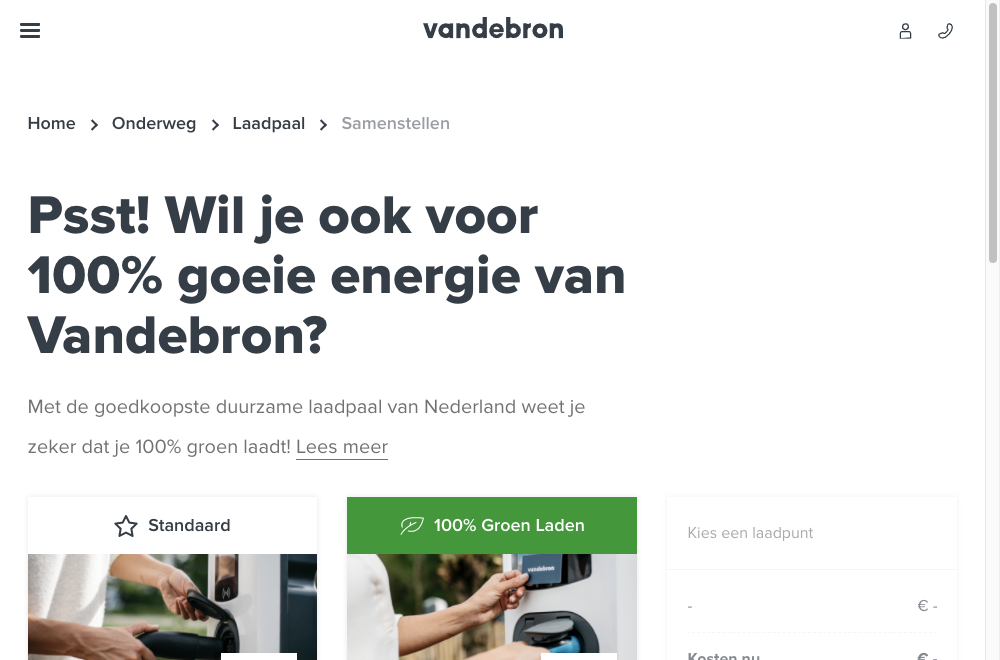 vandebron
Home > Onderweg > Laadpaal > Samenstellen
Psst! Wil je ook voor
100% goeie energie van
Vandebron?
Met de goedkoopste duurzame laadpaal van Nederland weet je
zeker dat je 100% groen laadt! Lees meer
Standaard
100% Groen Laden
vandebron
Kies een laadpunt
- € -
Kosten nu € -